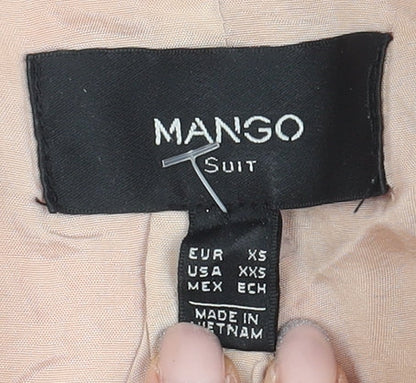 MANGO
SUIT
EUR XS
USA XXS
MEX ECH
MADE IN
VIETNAM